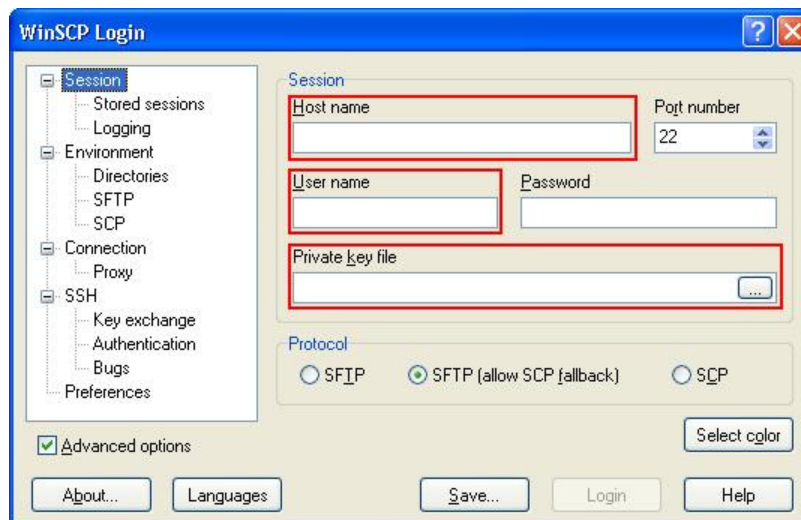 WinSCP Login
Session
Stored sessions
Logging
Environment
Directories
SFTP
SCP
Connection
Proxy
SSH
Key exchange
Authentication
Bugs
Preferences
Advanced options
Session
Host name
Port number
22
User name
Password
Private key file
...
Protocol
SFTP
SFTP (allow SCP fallback)
SCP
Select color
About...
Languages
Save...
Login
Help